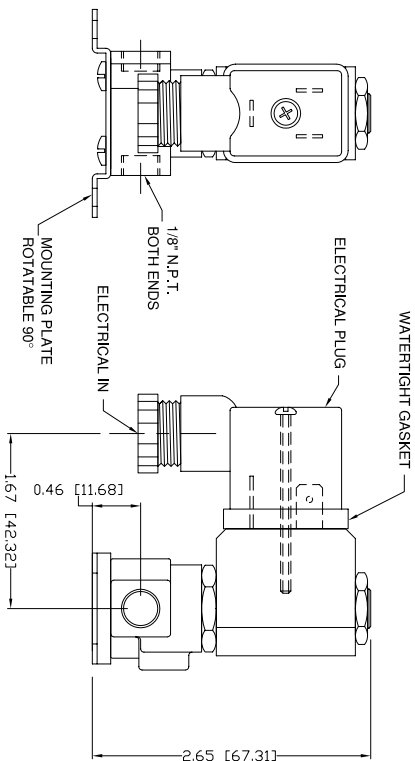 WATERTIGHT GASKET
ELECTRICAL PLUG
1/8" N.P.T.
BOTH ENDS
ELECTRICAL IN
MOUNTING PLATE
ROTATABLE 90°
0.46 [11.68]
1.67 [42.32]
2.65 [67.31]